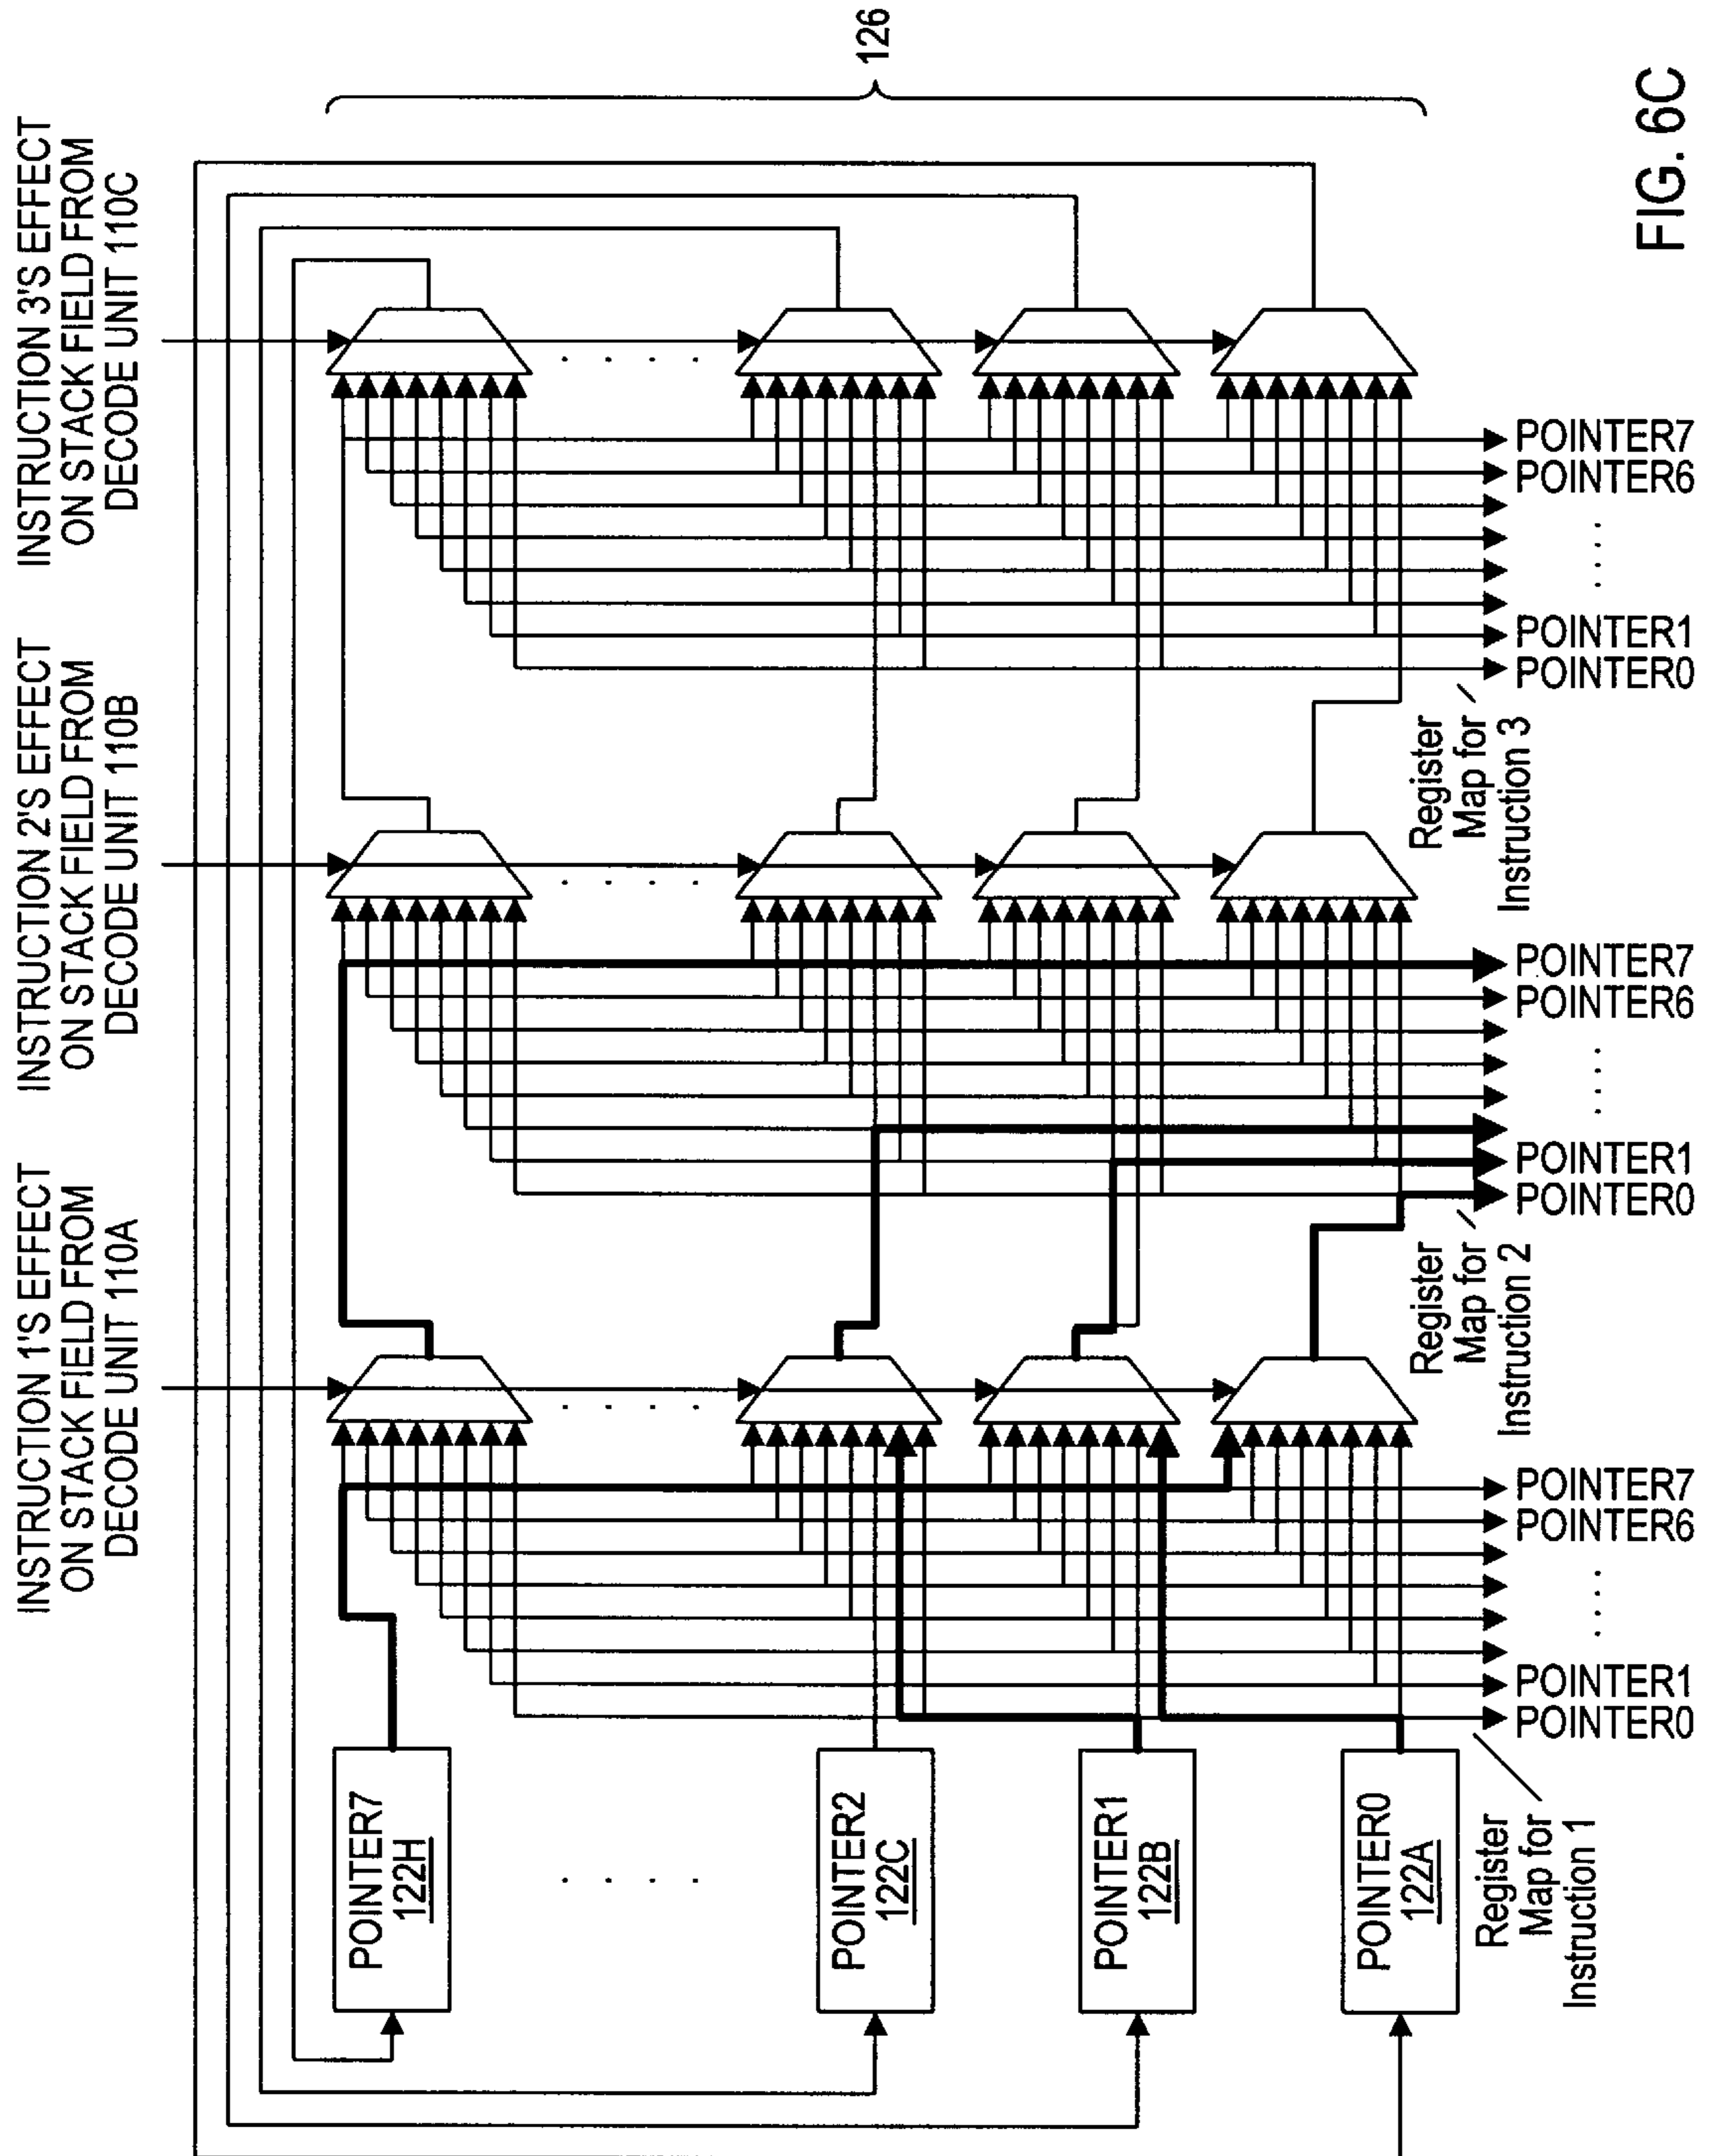 INSTRUCTION 1'S EFFECT
ON STACK FIELD FROM
DECODE UNIT 110A
INSTRUCTION 2'S EFFECT
ON STACK FIELD FROM
DECODE UNIT 110B
INSTRUCTION 3'S EFFECT
ON STACK FIELD FROM
DECODE UNIT 110C
POINTER7
122H
POINTER2
122C
POINTER1
122B
POINTER0
122A
126
POINTER7
POINTER6
POINTER1
POINTER0
Register
Map for
Instruction 1
POINTER7
POINTER6
POINTER1
POINTER0
Register
Map for
Instruction 2
POINTER7
POINTER6
POINTER1
POINTER0
Register
Map for
Instruction 3
FIG. 6C